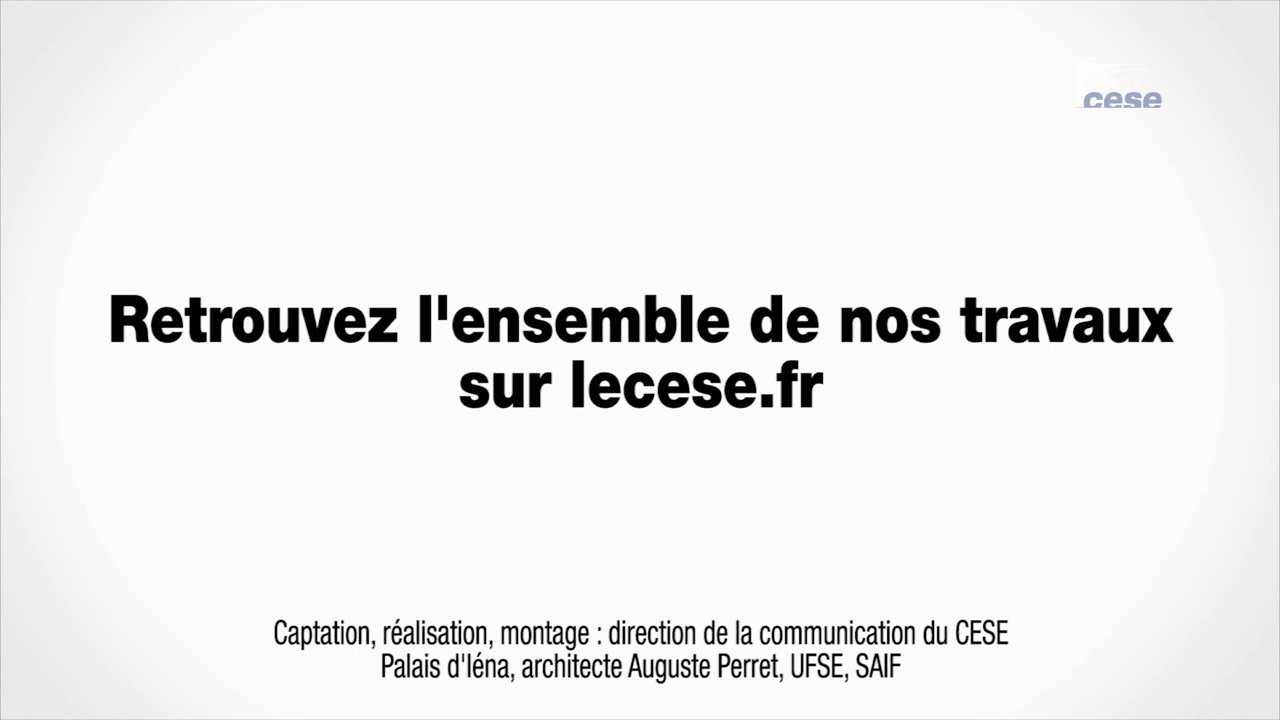 cese
Retrouvez l'ensemble de nos travaux
sur lecese.fr
Captation, réalisation, montage : direction de la communication du CESE
Palais d'Iéna, architecte Auguste Perret, UFSE, SAIF